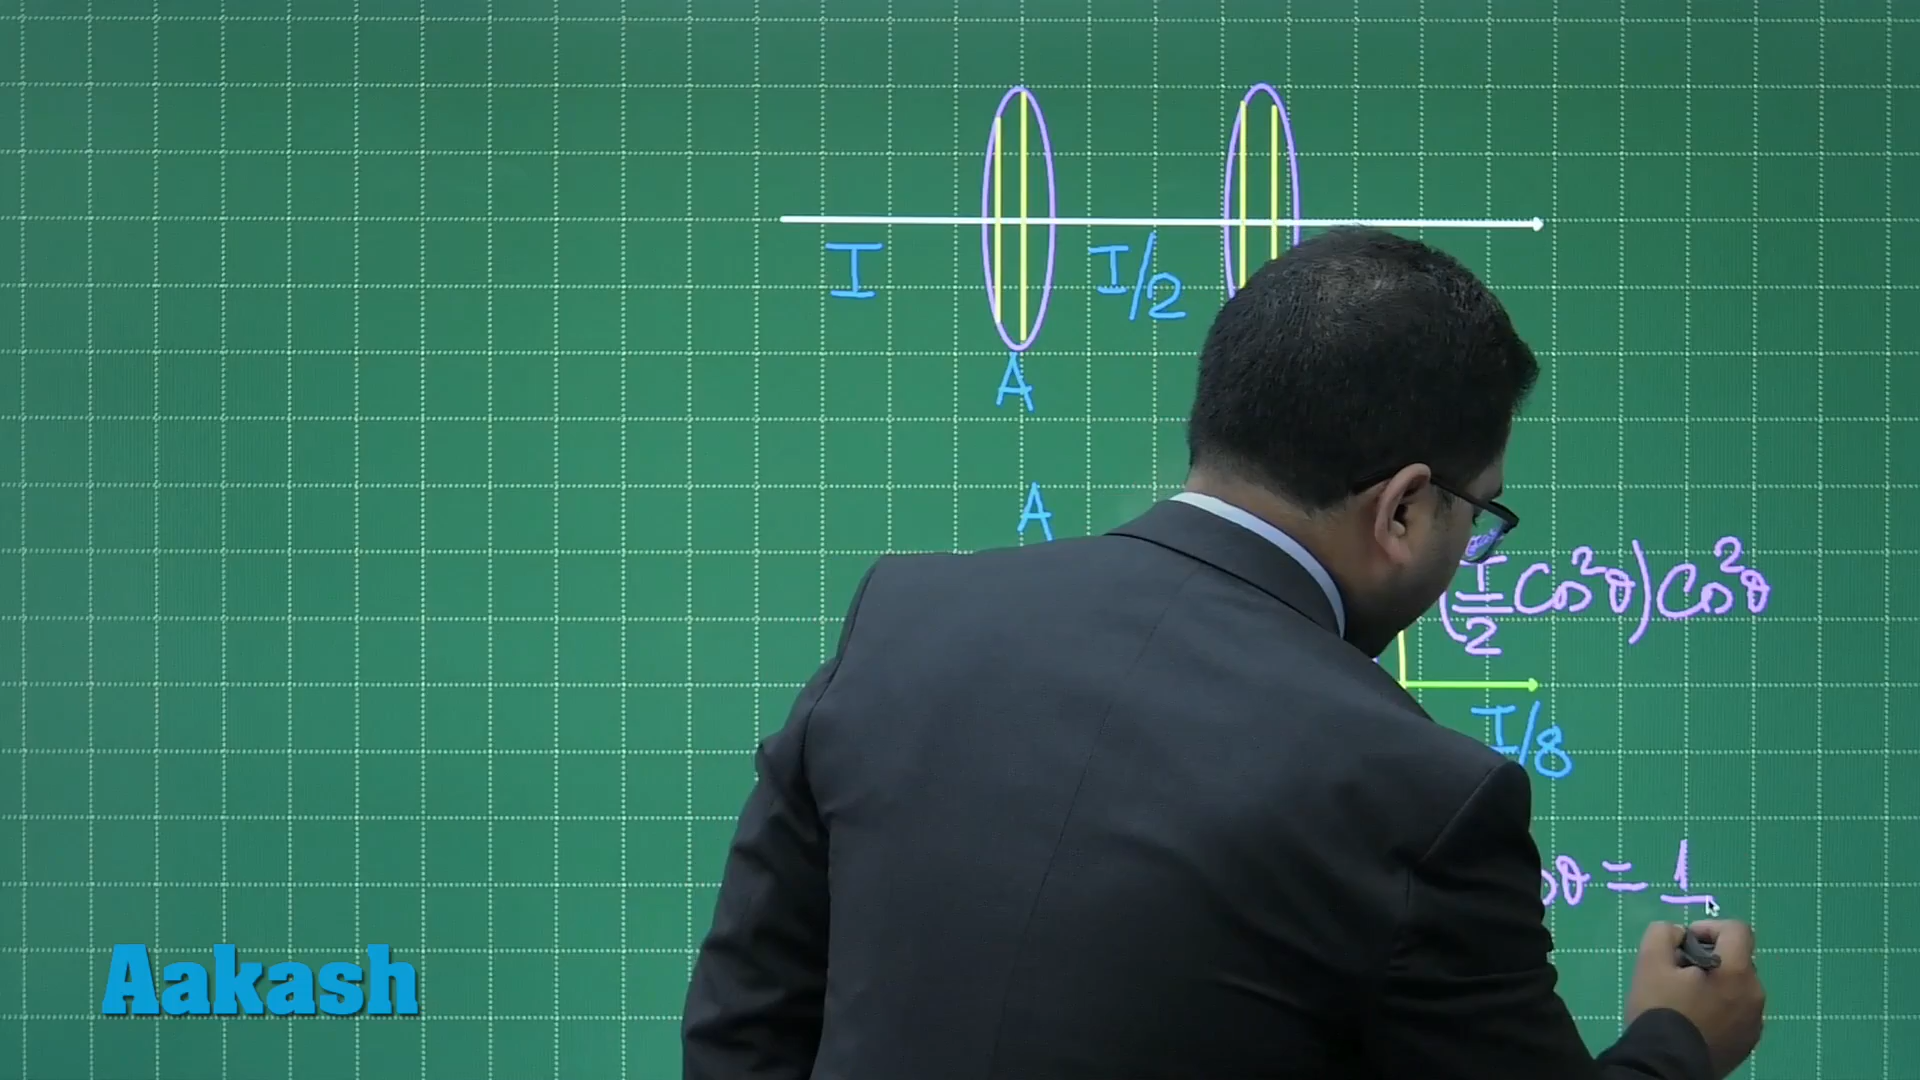 I I/2
A
A
(I/2 Cos²θ) Cos²θ
I/8
θ = 1
Aakash